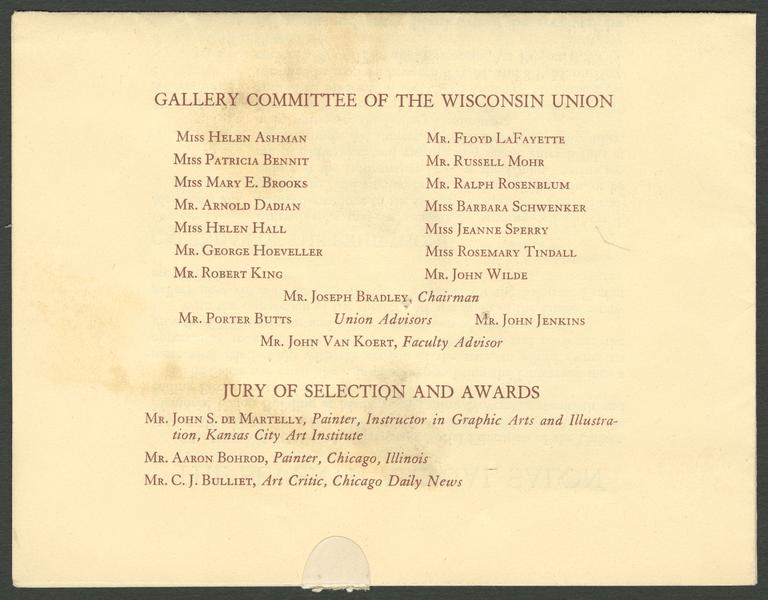 GALLERY COMMITTEE OF THE WISCONSIN UNION
Miss Helen Ashman Mr. Floyd LaFayette
Miss Patricia Bennit Mr. Russell Mohr
Miss Mary E. Brooks Mr. Ralph Rosenblum
Mr. Arnold Dadian Miss Barbara Schwenker
Miss Helen Hall Miss Jeanne Sperry
Mr. George Hoeveller Miss Rosemary Tindall
Mr. Robert King Mr. John Wilde
Mr. Joseph Bradley, Chairman
Mr. Porter Butts Union Advisors Mr. John Jenkins
Mr. John Van Koert, Faculty Advisor
JURY OF SELECTION AND AWARDS
Mr. John S. de Martelly, Painter, Instructor in Graphic Arts and Illustra-
tion, Kansas City Art Institute
Mr. Aaron Bohrod, Painter, Chicago, Illinois
Mr. C. J. Bulliet, Art Critic, Chicago Daily News